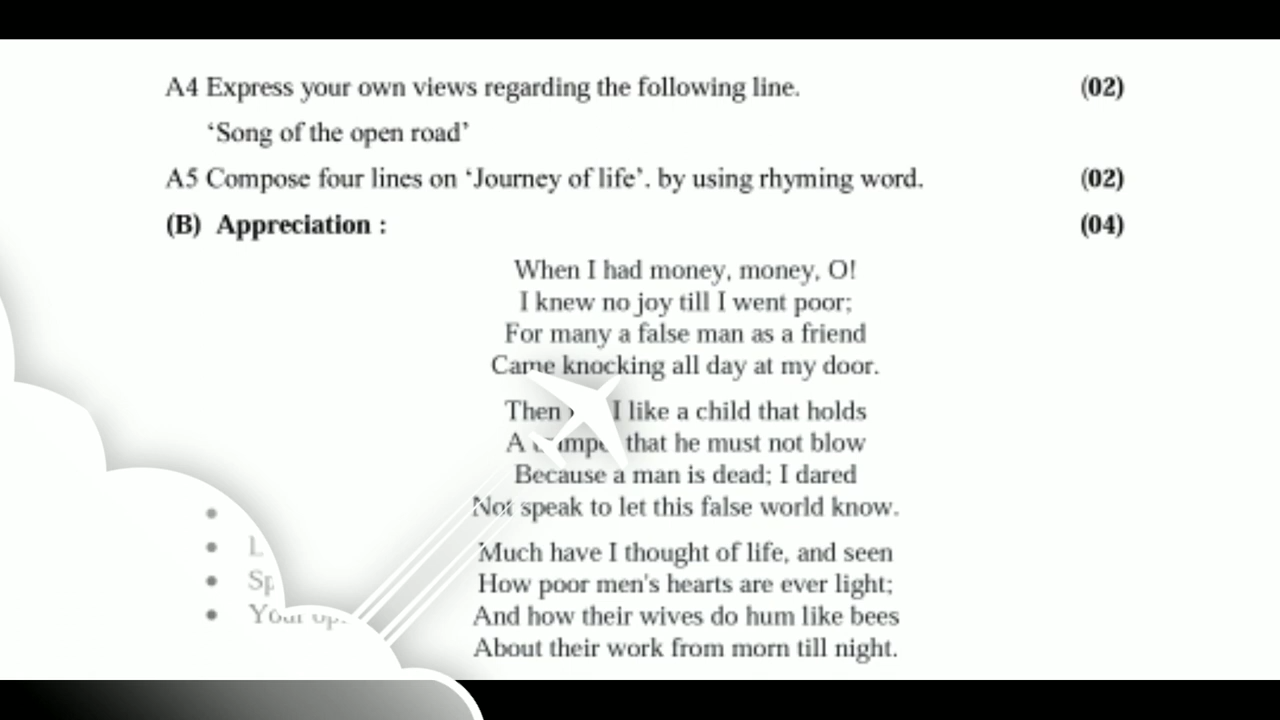 A4 Express your own views regarding the following line. (02)
‘Song of the open road’
A5 Compose four lines on ‘Journey of life’. by using rhyming word. (02)
(B) Appreciation : (04)
When I had money, money, O!
I knew no joy till I went poor;
For many a false man as a friend
Came knocking all day at my door.
Then I like a child that holds
A that he must not blow
Because a man is dead; I dared
Not speak to let this false world know.
Much have I thought of life, and seen
How poor men's hearts are ever light;
And how their wives do hum like bees
About their work from morn till night.
• 
• L
• Sp
• Your op